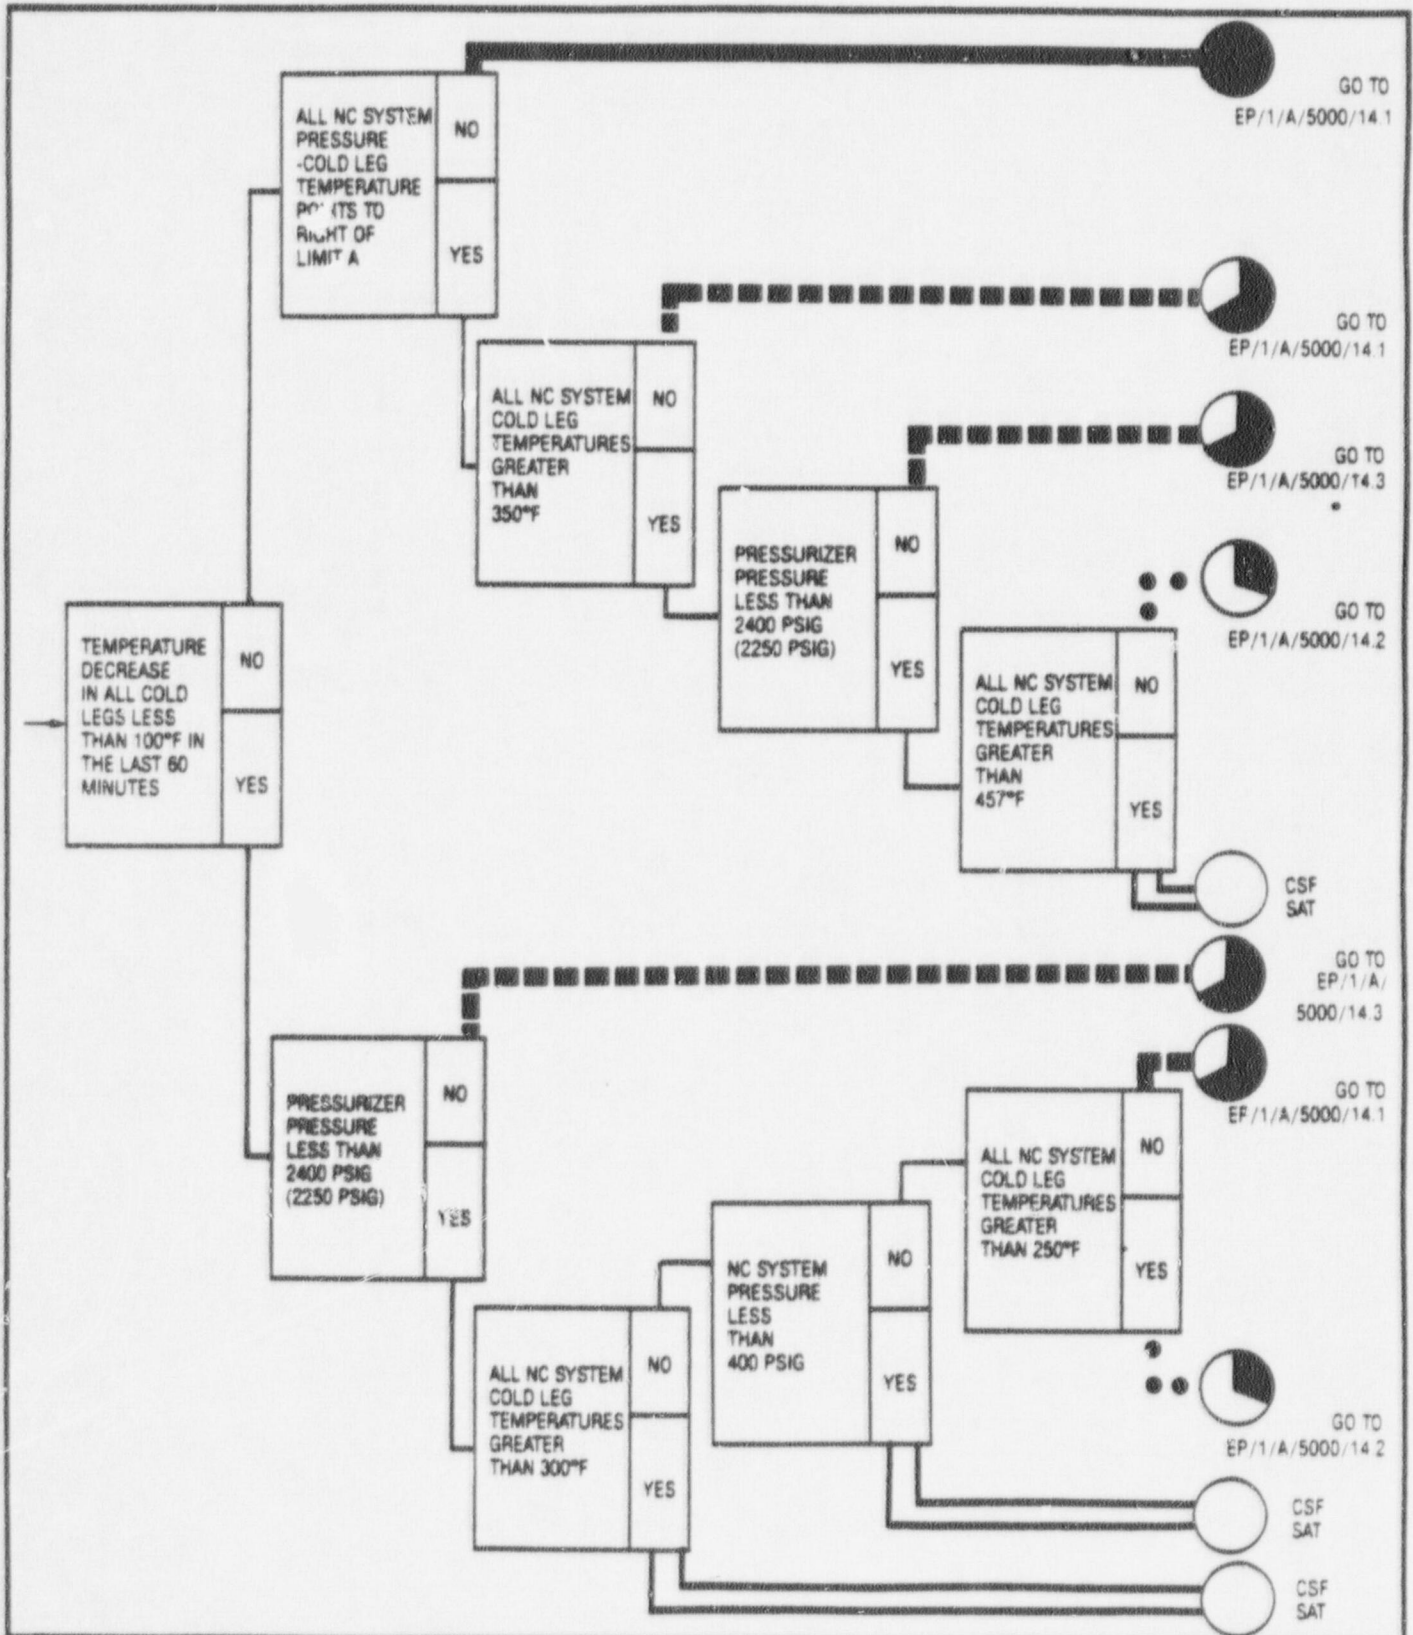 ALL NC SYSTEM
PRESSURE
-COLD LEG
TEMPERATURE
TO
RIGHT OF
LIMIT A
NO
YES
GO TO
EP/1/A/5000/14.1
ALL NC SYSTEM
COLD LEG
TEMPERATURES
GREATER
THAN
350°F
NO
YES
GO TO
EP/1/A/5000/14.1
PRESSURIZER
PRESSURE
LESS THAN
2400 PSIG
(2250 PSIG)
NO
YES
GO TO
EP/1/A/5000/14.3
ALL NC SYSTEM
COLD LEG
TEMPERATURES
GREATER
THAN
457°F
NO
YES
GO TO
EP/1/A/5000/14.2
CSF
SAT
TEMPERATURE
DECREASE
IN ALL COLD
LEGS LESS
THAN 100°F IN
THE LAST 60
MINUTES
NO
YES
PRESSURIZER
PRESSURE
LESS THAN
2400 PSIG
(2250 PSIG)
NO
YES
GO TO
EP/1/A/
5000/14.3
ALL NC SYSTEM
COLD LEG
TEMPERATURES
GREATER
THAN 300°F
NO
YES
NC SYSTEM
PRESSURE
LESS
THAN
400 PSIG
NO
YES
ALL NC SYSTEM
COLD LEG
TEMPERATURES
GREATER
THAN 250°F
NO
YES
GO TO
EP/1/A/5000/14.1
GO TO
EP/1/A/5000/14.2
CSF
SAT
CSF
SAT